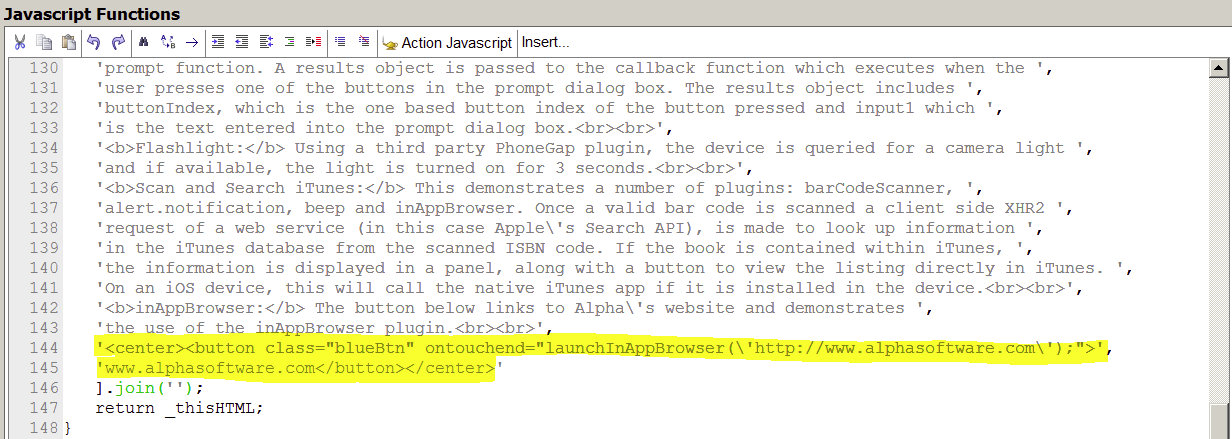 Javascript Functions
Action Javascript Insert...
130 'prompt function. A results object is passed to the callback function which executes when the ',
131 'user presses one of the buttons in the prompt dialog box. The results object includes ',
132 'buttonIndex, which is the one based button index of the button pressed and input1 which ',
133 'is the text entered into the prompt dialog box.<br><br>',
134 '<b>Flashlight:</b> Using a third party PhoneGap plugin, the device is queried for a camera light ',
135 'and if available, the light is turned on for 3 seconds.<br><br>',
136 '<b>Scan and Search iTunes:</b> This demonstrates a number of plugins: barCodeScanner, ',
137 'alert.notification, beep and inAppBrowser. Once a valid bar code is scanned a client side XHR2 ',
138 'request of a web service (in this case Apple\'s Search API), is made to look up information ',
139 'in the iTunes database from the scanned ISBN code. If the book is contained within iTunes, ',
140 'the information is displayed in a panel, along with a button to view the listing directly in iTunes. ',
141 'On an iOS device, this will call the native iTunes app if it is installed in the device.<br><br>',
142 '<b>inAppBrowser:</b> The button below links to Alpha\'s website and demonstrates ',
143 'the use of the inAppBrowser plugin.<br><br>',
144 '<center><button class="blueBtn" ontouchend="launchInAppBrowser(\'http://www.alphasoftware.com\');">',
145 'www.alphasoftware.com</button></center>'
146 ].join('');
147 return _thisHTML;
148 }